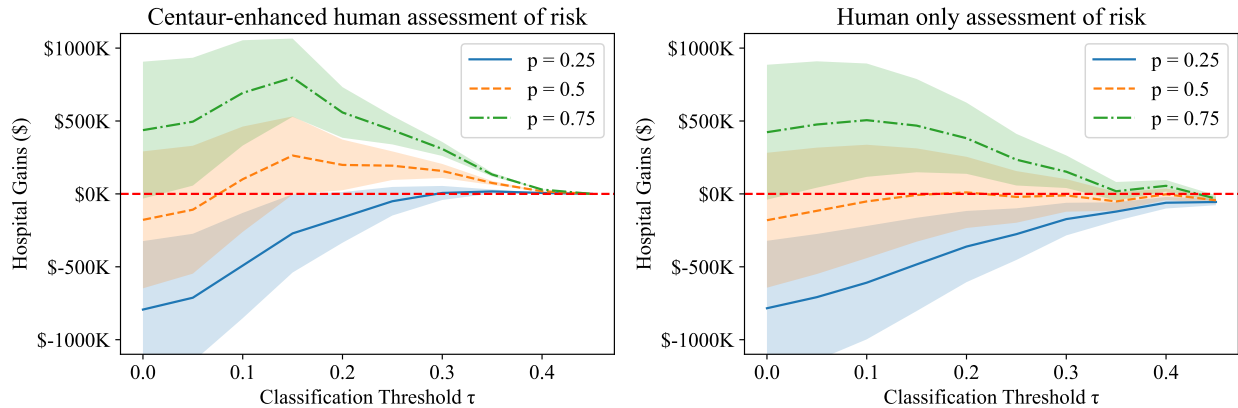 Centaur-enhanced human assessment of risk
Hospital Gains ($)
$1000K
$500K
$0K
$-500K
$-1000K
p = 0.25
p = 0.5
p = 0.75
0.0 0.1 0.2 0.3 0.4
Classification Threshold τ
Human only assessment of risk
Hospital Gains ($)
$1000K
$500K
$0K
$-500K
$-1000K
p = 0.25
p = 0.5
p = 0.75
0.0 0.1 0.2 0.3 0.4
Classification Threshold τ